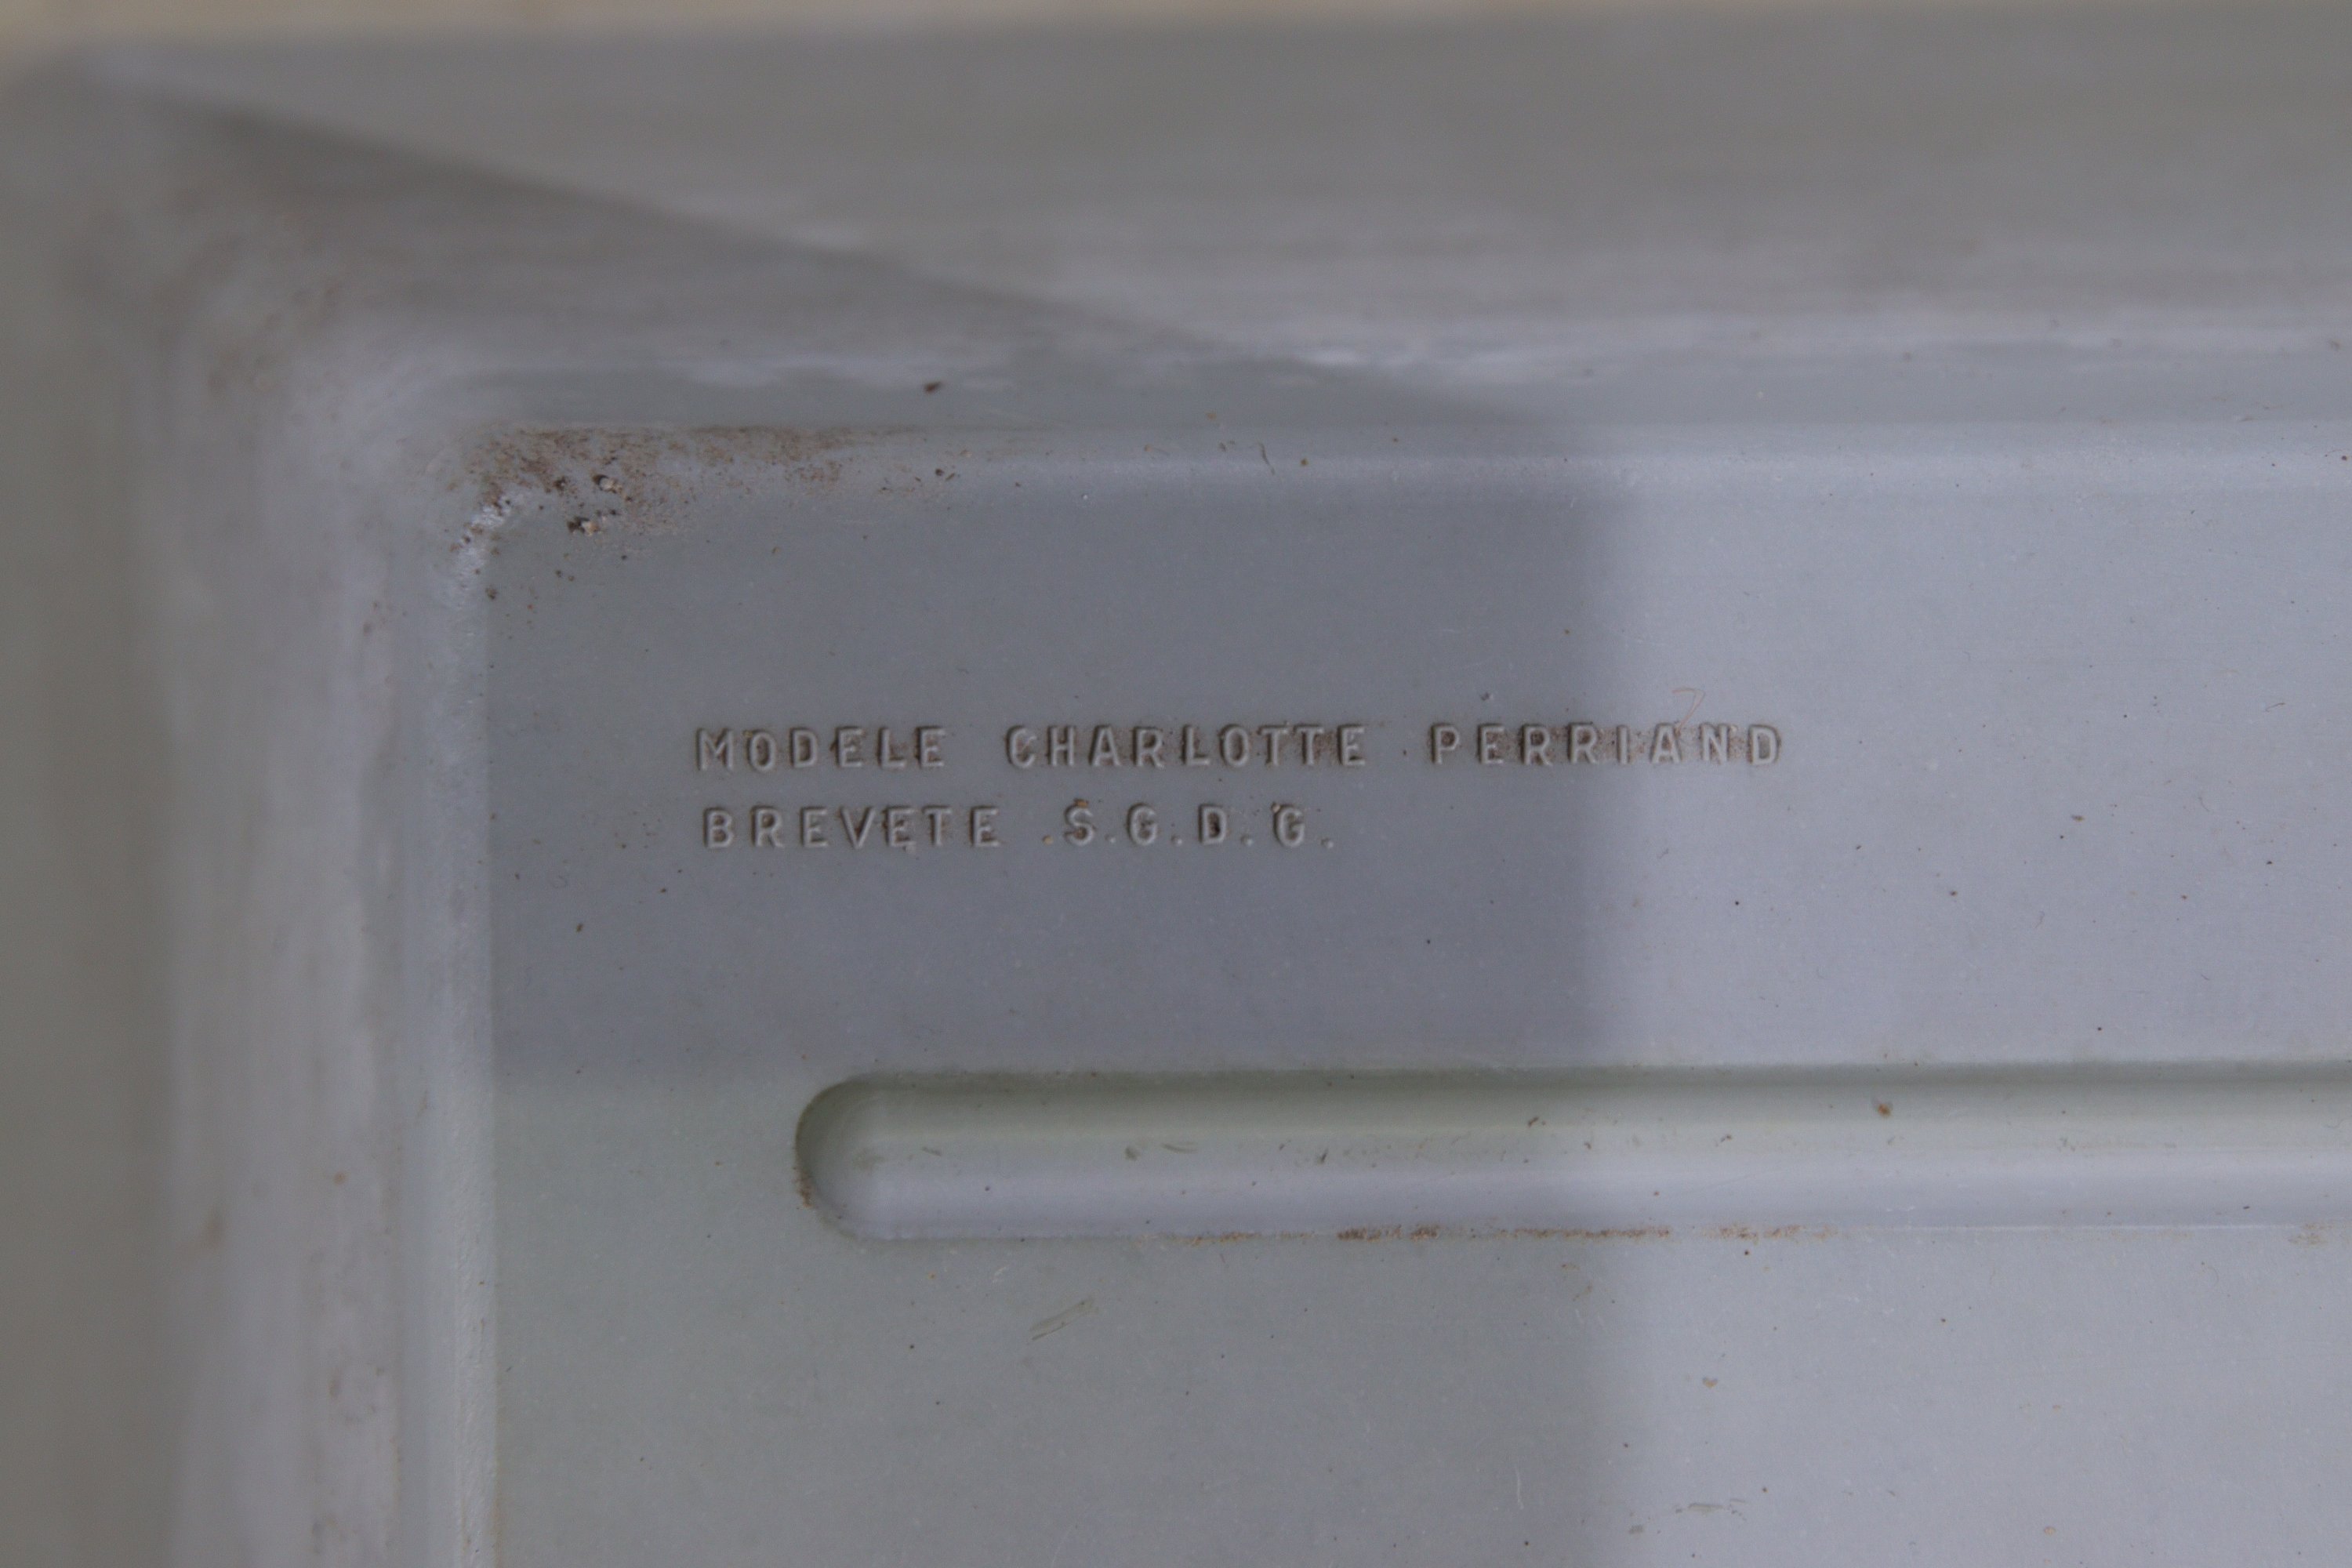 MODELE CHARLOTTE PERRIAND
BREVETE S.G.D.G.